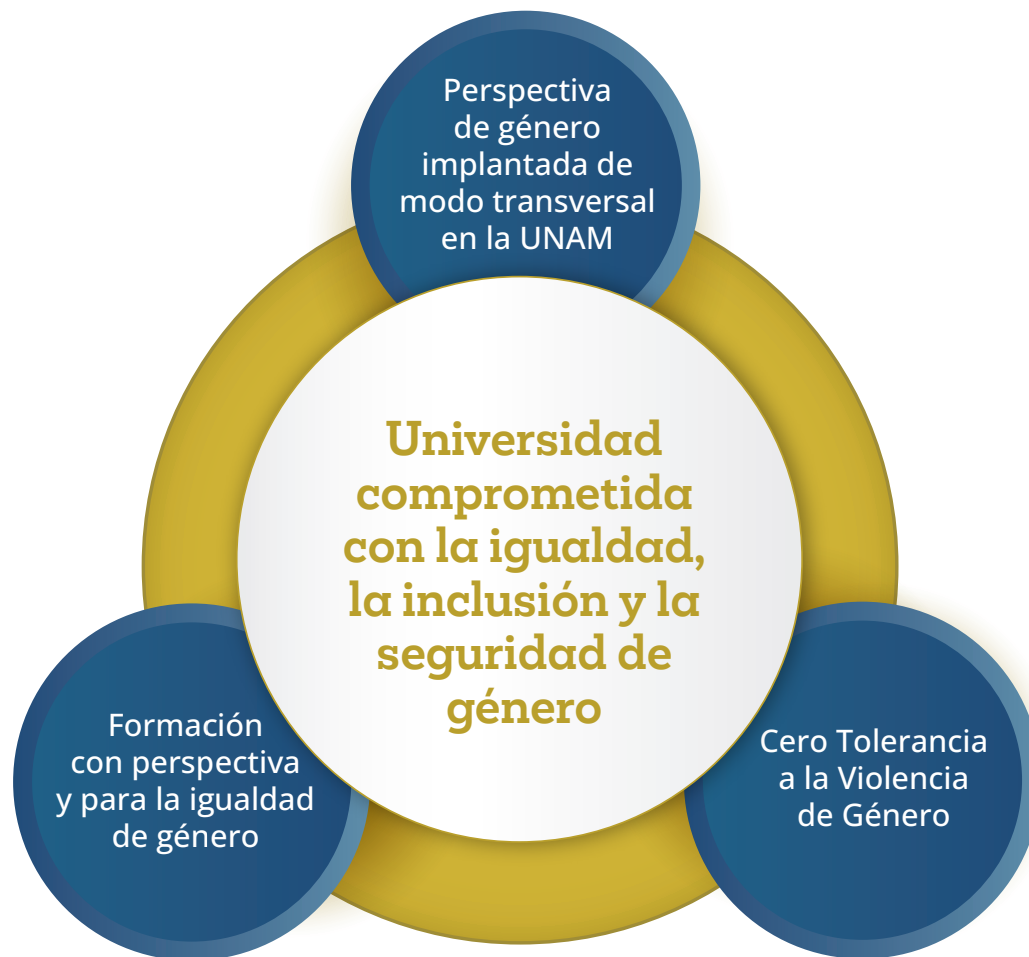 Perspectiva
de género
implantada de
modo transversal
en la UNAM
Universidad
comprometida
con la igualdad,
la inclusión y la
seguridad de
género
Formación
con perspectiva
y para la igualdad
de género
Cero Tolerancia
a la Violencia
de Género